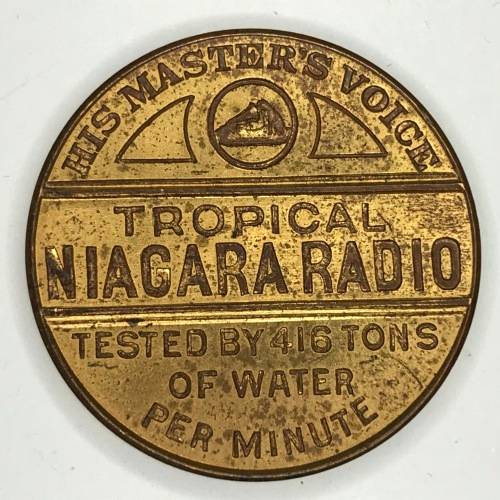 HIS MASTER'S VOICE
TROPICAL
NIAGARA RADIO
TESTED BY 416 TONS
OF WATER
PER MINUTE